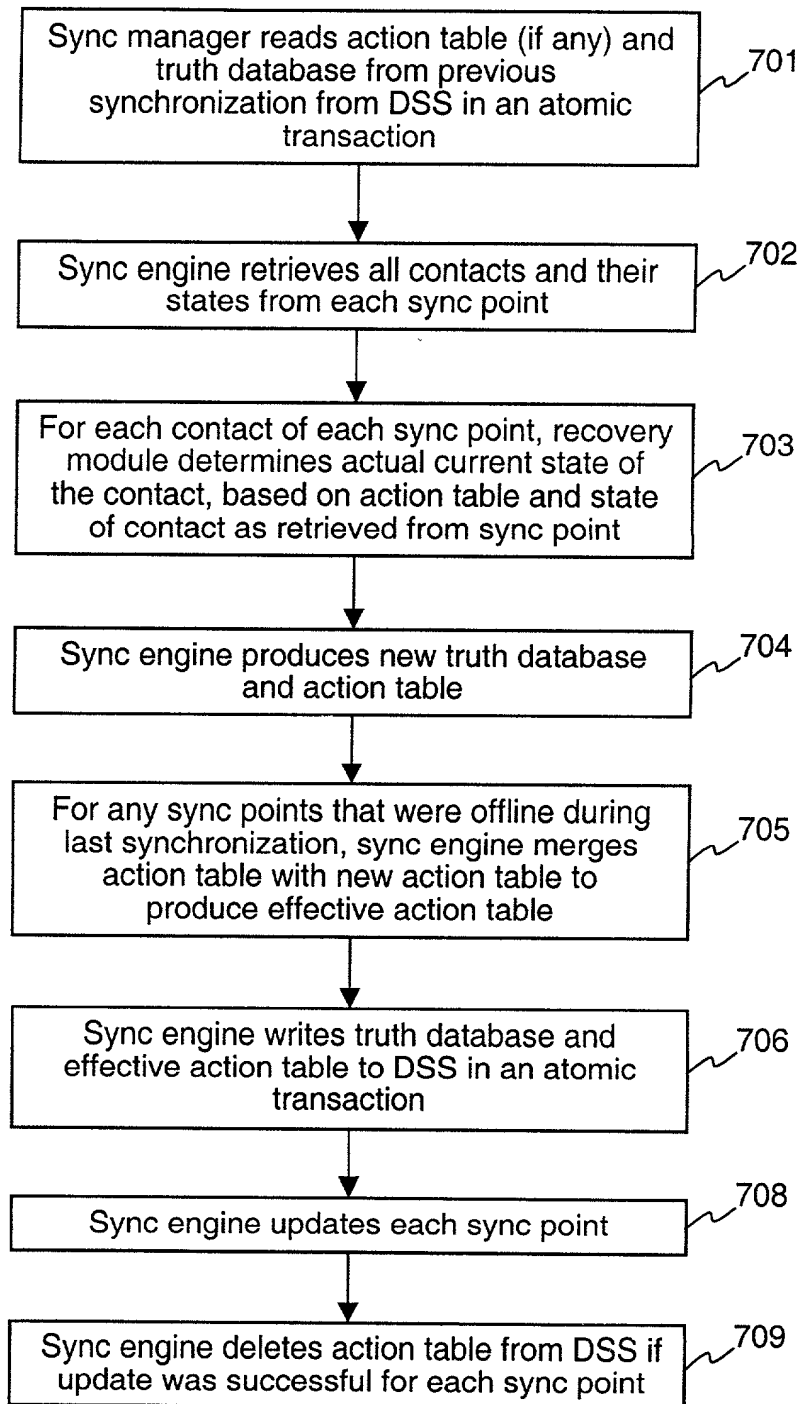 Sync manager reads action table (if any) and
truth database from previous
synchronization from DSS in an atomic
transaction
701
Sync engine retrieves all contacts and their
states from each sync point
702
For each contact of each sync point, recovery
module determines actual current state of
the contact, based on action table and state
of contact as retrieved from sync point
703
Sync engine produces new truth database
and action table
704
For any sync points that were offline during
last synchronization, sync engine merges
action table with new action table to
produce effective action table
705
Sync engine writes truth database and
effective action table to DSS in an atomic
transaction
706
Sync engine updates each sync point
708
Sync engine deletes action table from DSS if
update was successful for each sync point
709